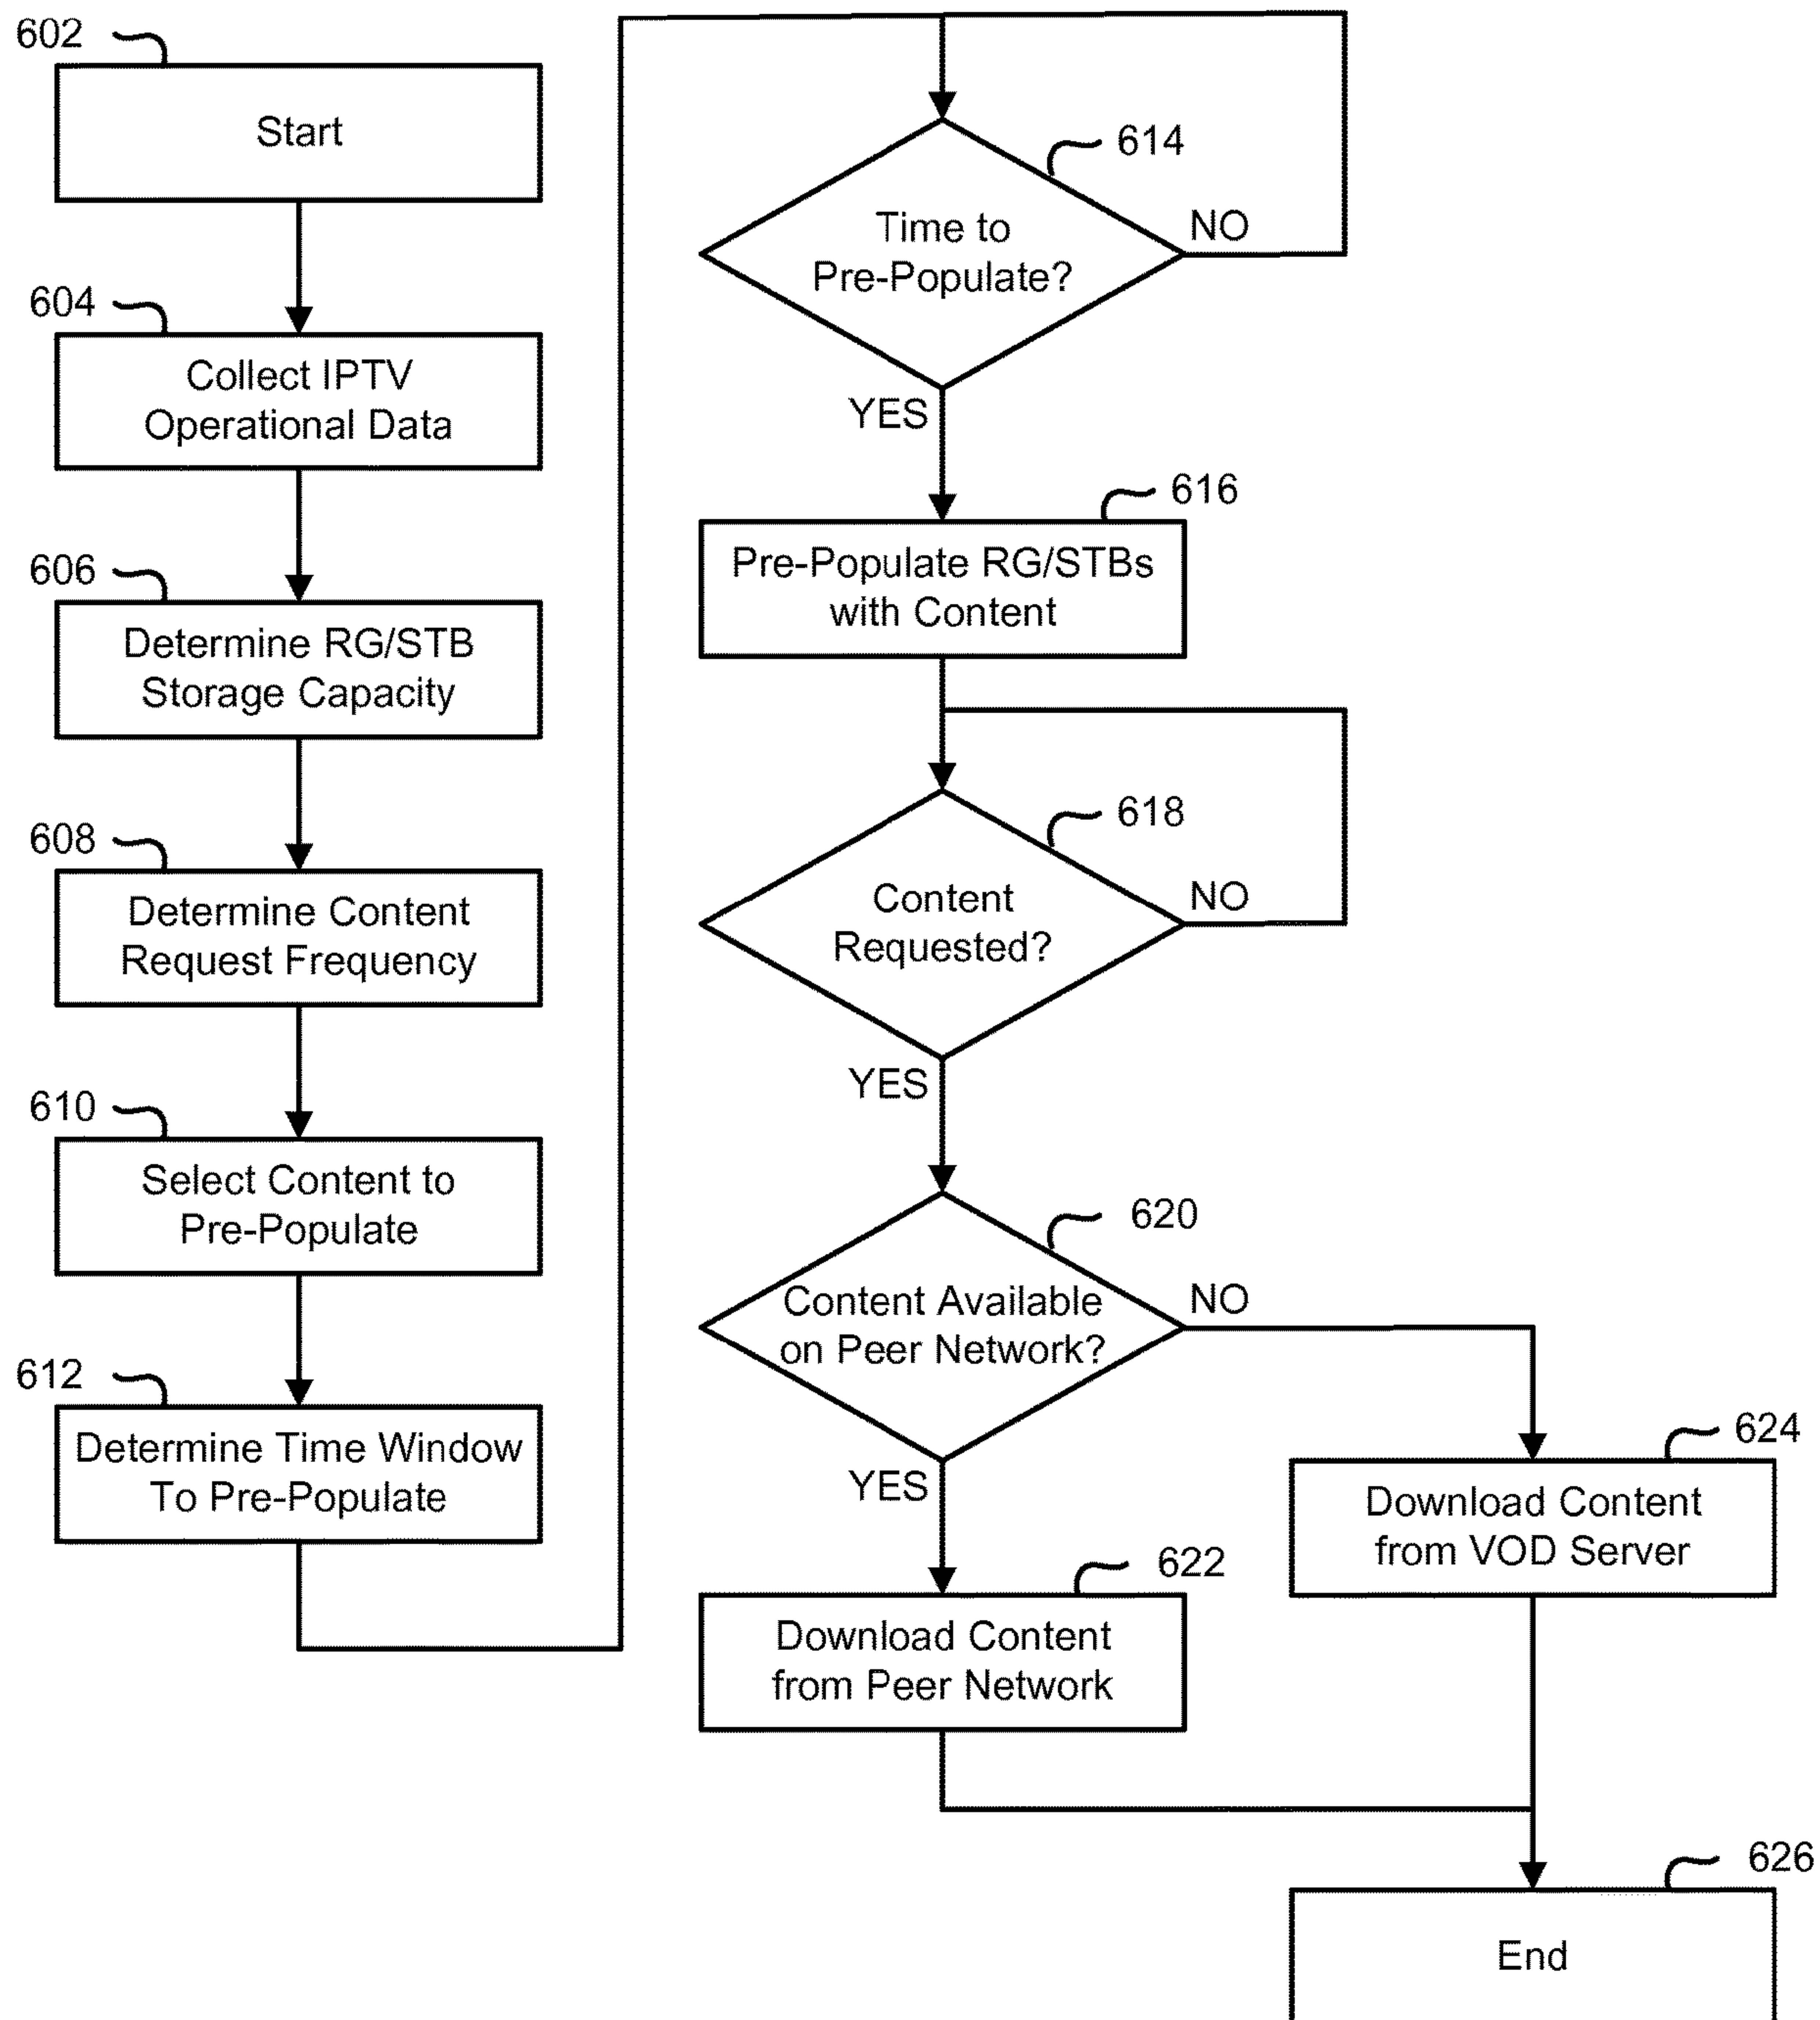 602
Start
604
Collect IPTV
Operational Data
606
Determine RG/STB
Storage Capacity
608
Determine Content
Request Frequency
610
Select Content to
Pre-Populate
612
Determine Time Window
To Pre-Populate
614
Time to
Pre-Populate?
NO
YES
616
Pre-Populate RG/STBs
with Content
618
Content
Requested?
NO
YES
620
Content Available
on Peer Network?
NO
YES
622
Download Content
from Peer Network
624
Download Content
from VOD Server
626
End